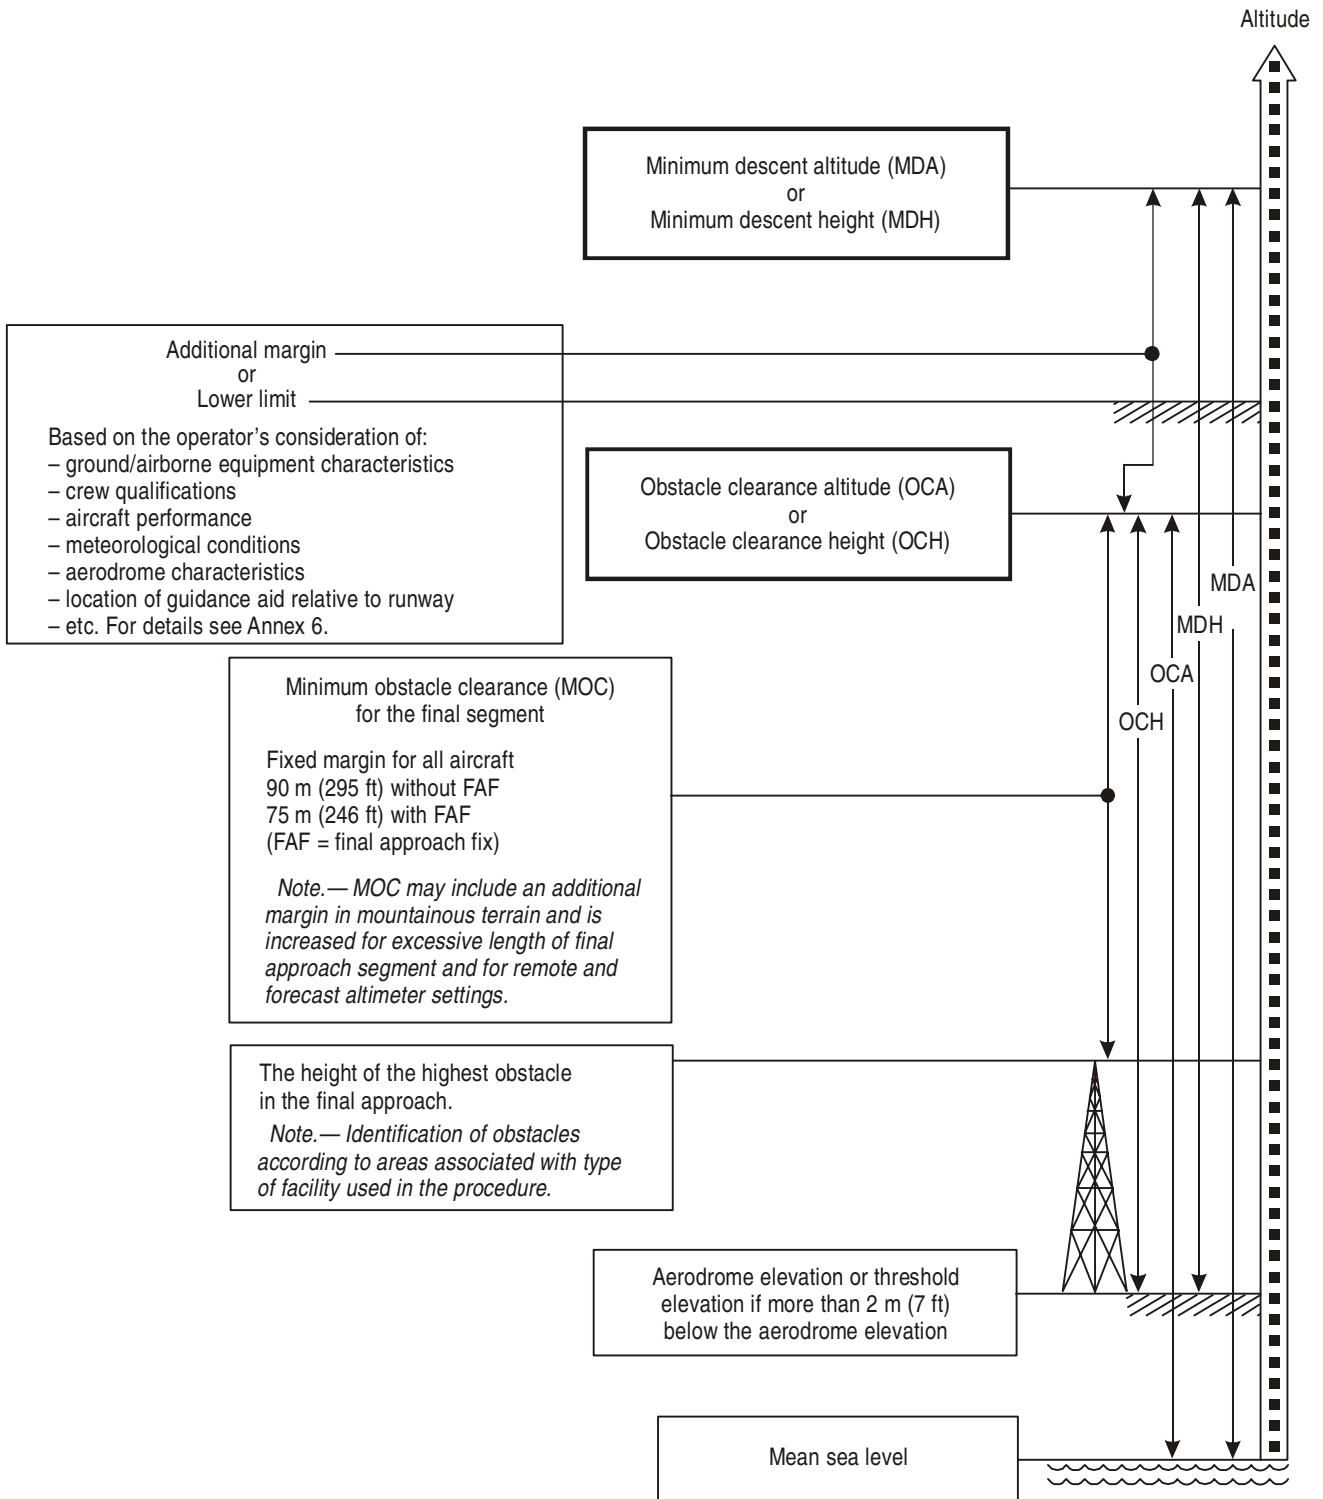 Altitude
Minimum descent altitude (MDA)
or
Minimum descent height (MDH)
Additional margin
or
Lower limit
Based on the operator’s consideration of:
– ground/airborne equipment characteristics
– crew qualifications
– aircraft performance
– meteorological conditions
– aerodrome characteristics
– location of guidance aid relative to runway
– etc. For details see Annex 6.
Obstacle clearance altitude (OCA)
or
Obstacle clearance height (OCH)
MDA
MDH
OCA
OCH
Minimum obstacle clearance (MOC)
for the final segment
Fixed margin for all aircraft
90 m (295 ft) without FAF
75 m (246 ft) with FAF
(FAF = final approach fix)
Note.— MOC may include an additional
margin in mountainous terrain and is
increased for excessive length of final
approach segment and for remote and
forecast altimeter settings.
The height of the highest obstacle
in the final approach.
Note.— Identification of obstacles
according to areas associated with type
of facility used in the procedure.
Aerodrome elevation or threshold
elevation if more than 2 m (7 ft)
below the aerodrome elevation
Mean sea level